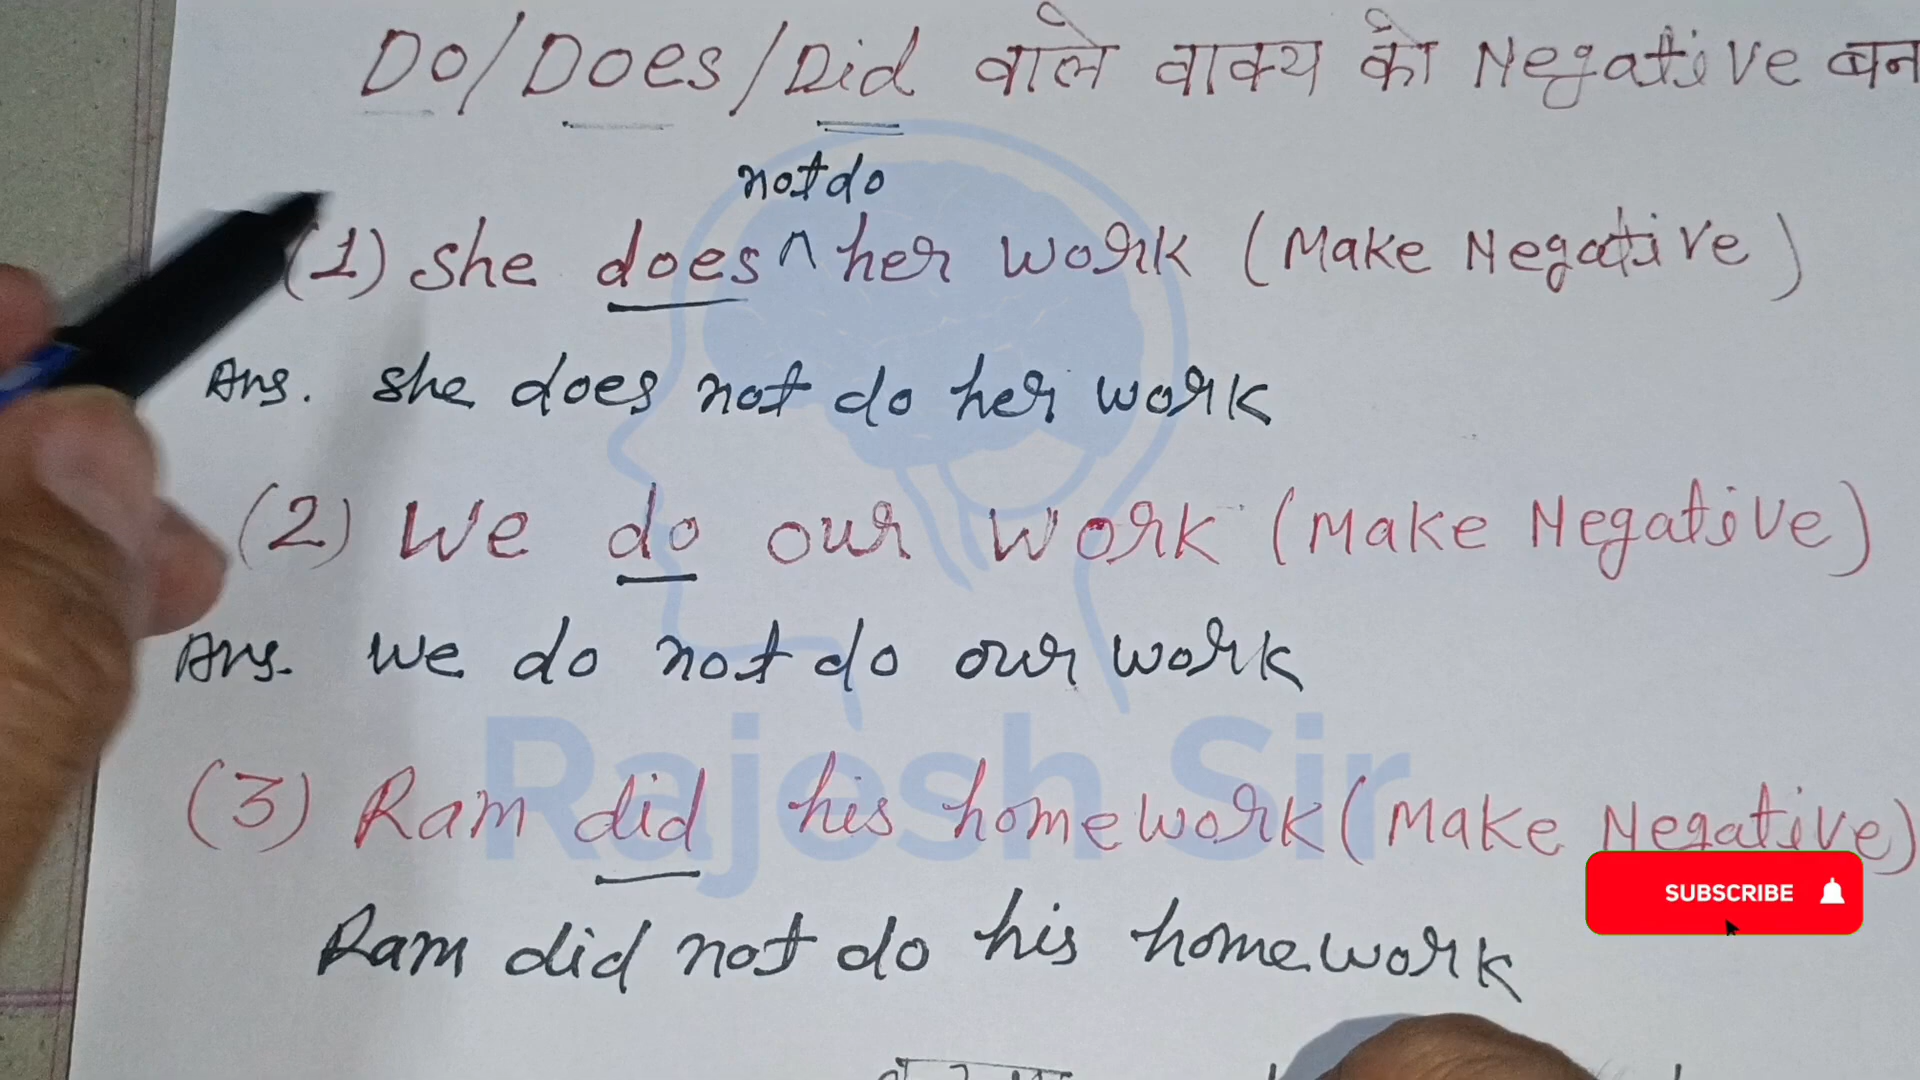 Do/Does/Did वाले वाक्य को Negative बन
not do
(1) She does ^ her work (Make Negative)
Ans. She does not do her work
(2) We do our work (Make Negative)
Ans. We do not do our work
Rajesh Sir
(3) Ram did his homework (Make Negative)
SUBSCRIBE
Ram did not do his homework